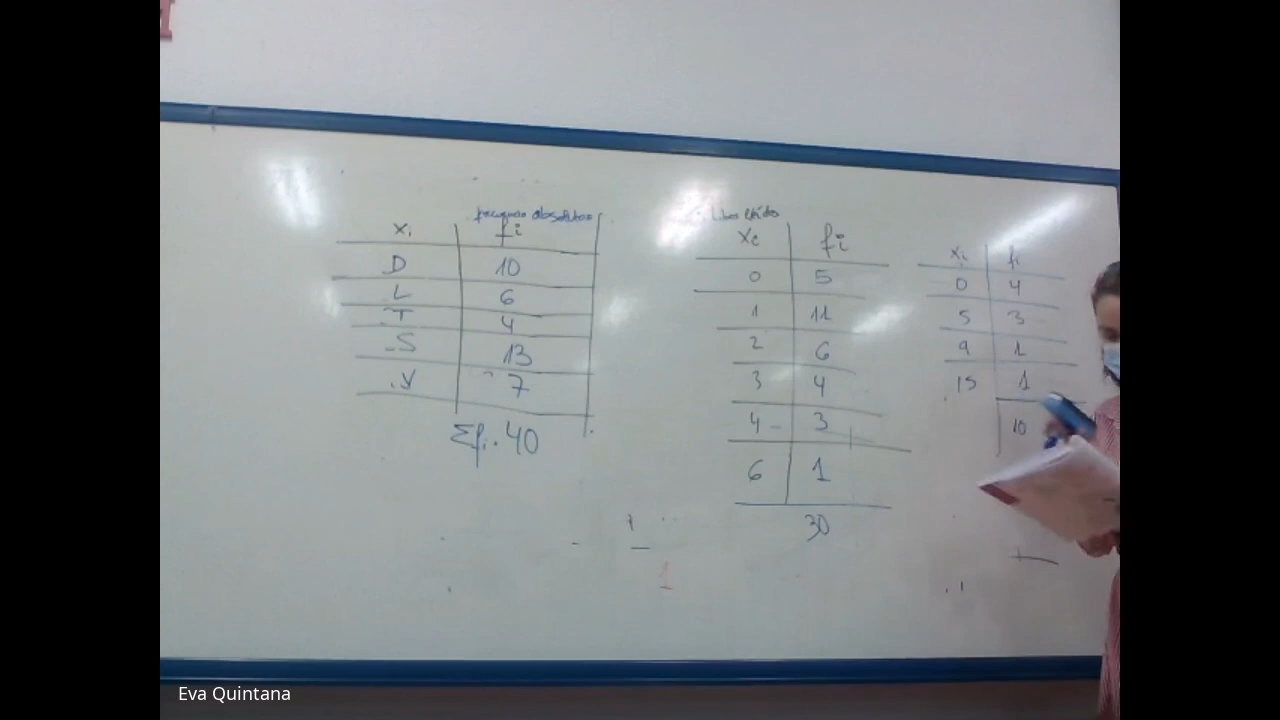 frecuencia absoluta
xi fi
D 10
L 6
T 4
S 13
V 7
Σfi. 40
Libros leídos
xi fi
0 5
1 11
2 6
3 4
4 3
6 1
30
xi fi
0 4
5 3
9 1
15 1
10
1
Eva Quintana